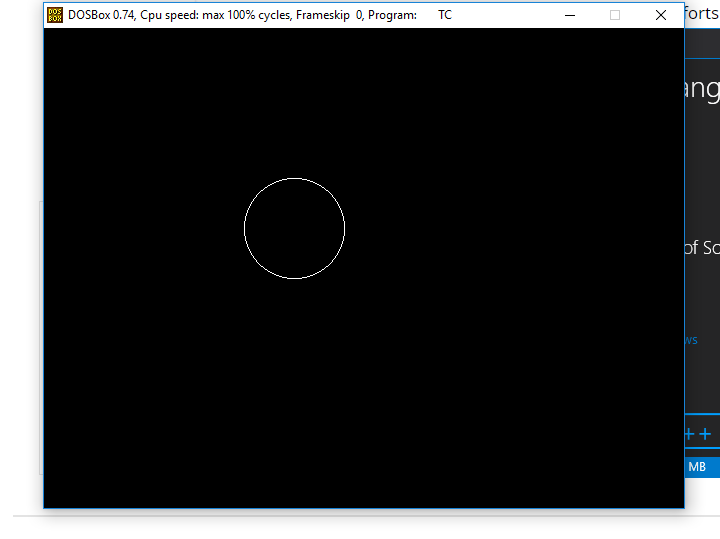 DOS
BOX
DOSBox 0.74, Cpu speed: max 100% cycles, Frameskip 0, Program: TC
forts
ang
of So
ws
++
MB